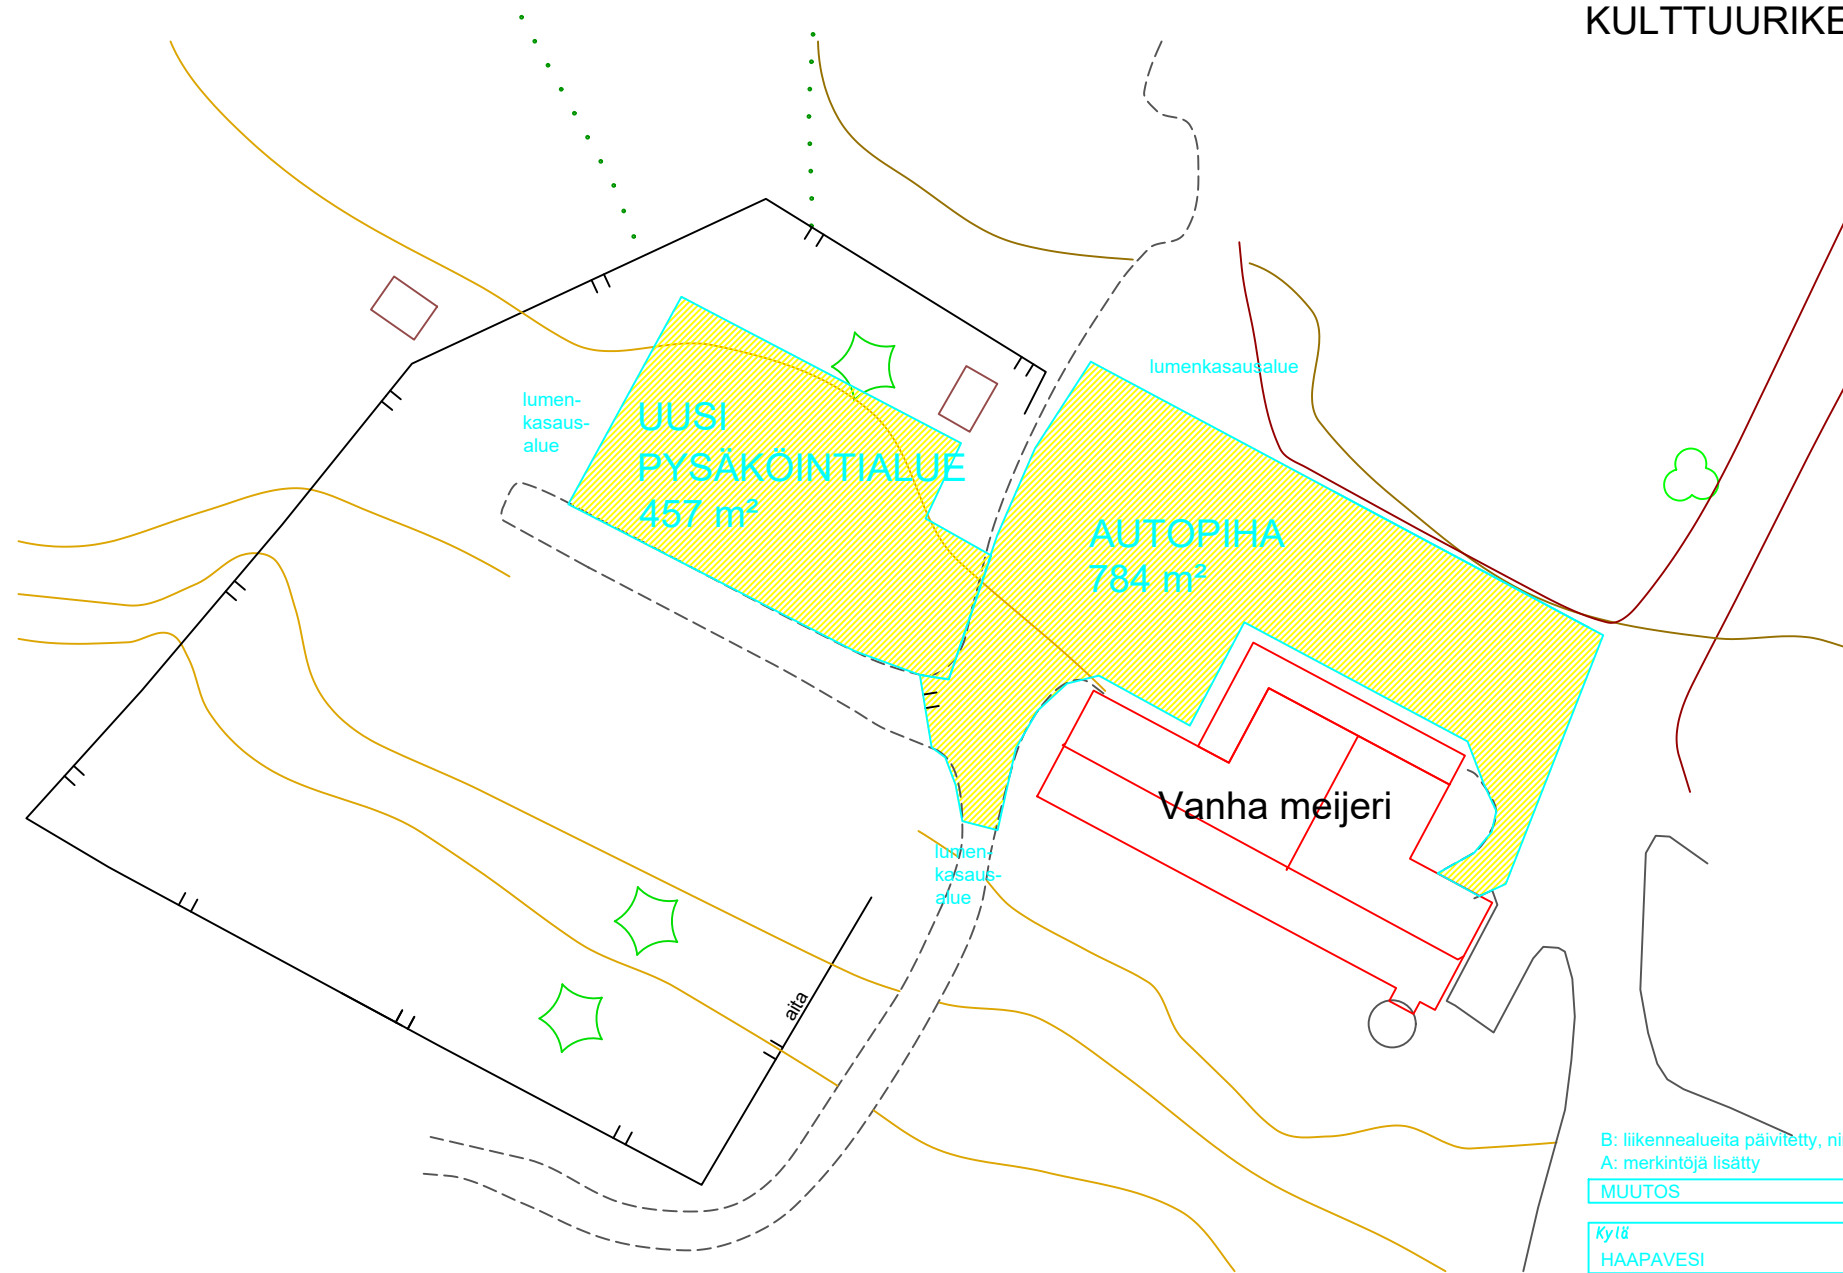 KULTTUURIKE
lumenkasausalue
lumen-
kasaus-
alue
UUSI
PYSÄKÖINTIALUE
457 m²
AUTOPIHA
784 m²
Vanha meijeri
lumen-
kasaus-
alue
aita
B: liikennealueita päivitetty, ni
A: merkintöjä lisätty
MUUTOS
Kylä
HAAPAVESI